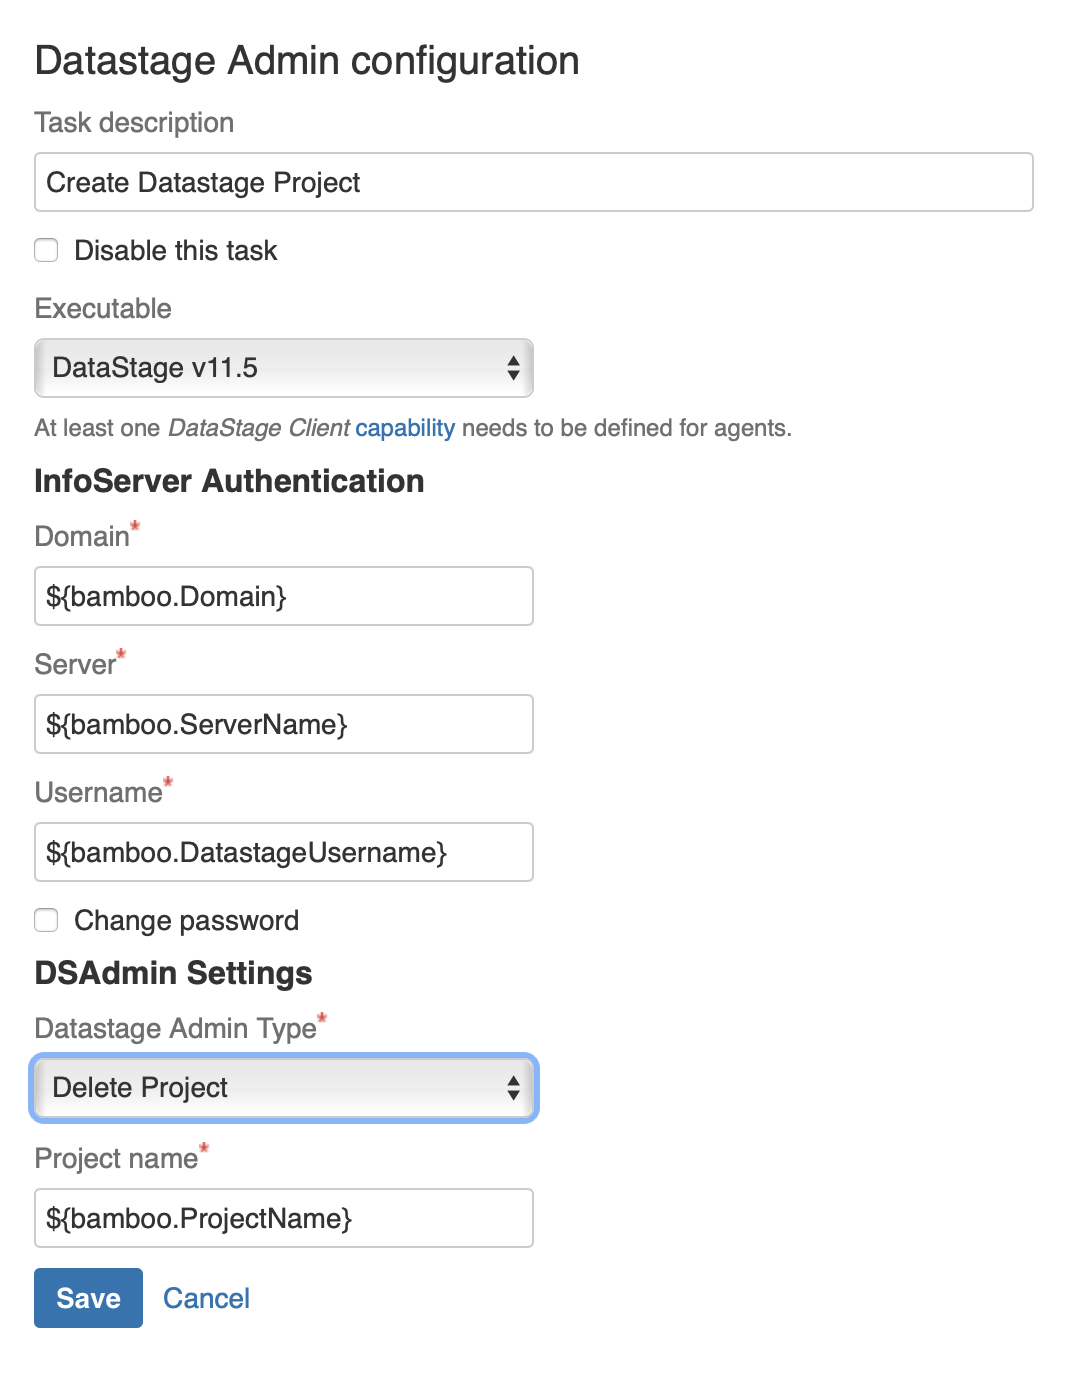 Datastage Admin configuration
Task description
Create Datastage Project
Disable this task
Executable
DataStage v11.5
At least one DataStage Client capability needs to be defined for agents.
InfoServer Authentication
Domain*
${bamboo.Domain}
Server*
${bamboo.ServerName}
Username*
${bamboo.DatastageUsername}
Change password
DSAdmin Settings
Datastage Admin Type*
Delete Project
Project name*
${bamboo.ProjectName}
Save Cancel